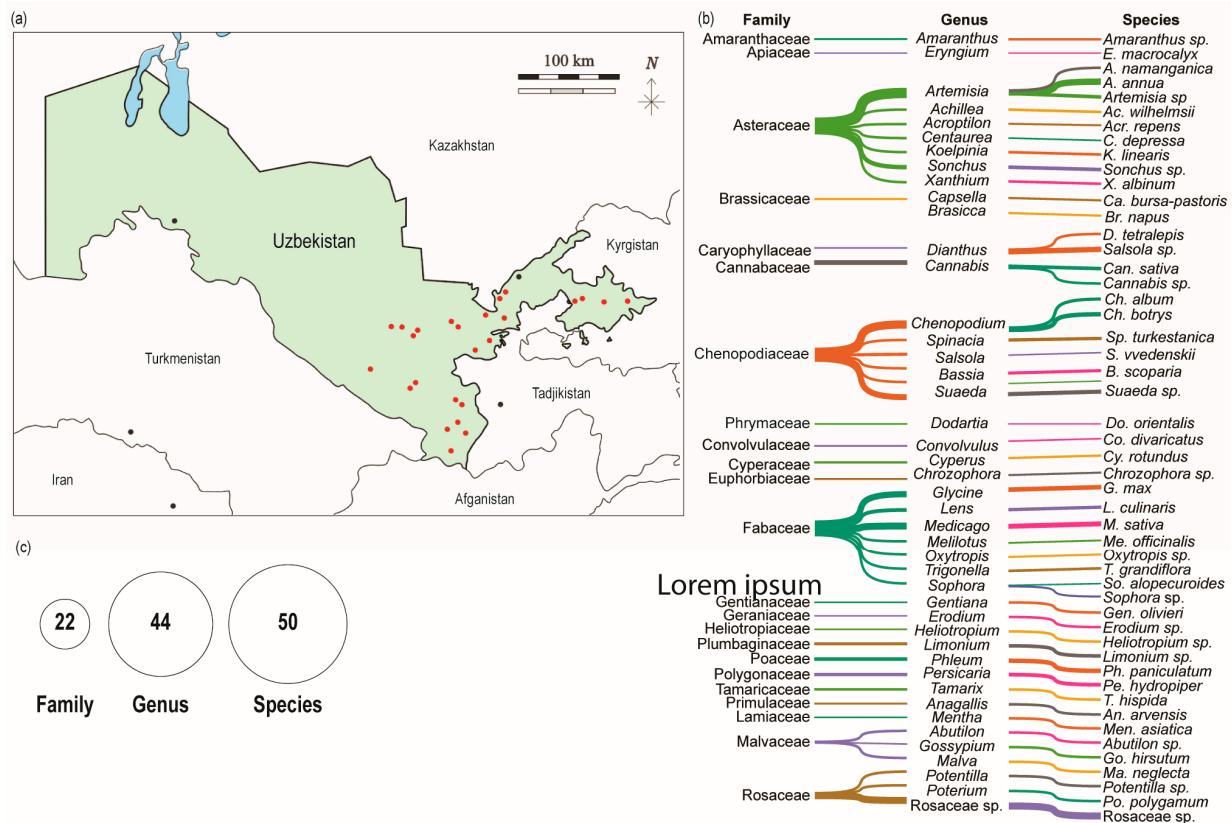 (a)
100 km
N
Kazakhstan
Uzbekistan
Kyrgistan
Turkmenistan
Tadjikistan
Iran
Afganistan
(b)
Family Genus Species
Amaranthaceae Amaranthus Amaranthus sp.
Apiaceae Eryngium E. macrocalyx
A. namanganica
Artemisia A. annua
Artemisia sp
Achillea Ac. wilhelmsii
Asteraceae Acroptilon Acr. repens
Centaurea C. depressa
Koelpinia K. linearis
Sonchus Sonchus sp.
Xanthium X. albinum
Brassicaceae Capsella Ca. bursa-pastoris
Brasicca Br. napus
D. tetralepis
Caryophyllaceae Dianthus Salsola sp.
Cannabaceae Cannabis Can. sativa
Cannabis sp.
Ch. album
Chenopodium Ch. botrys
Spinacia Sp. turkestanica
Chenopodiaceae Salsola S. vvedenskii
Bassia B. scoparia
Suaeda Suaeda sp.
Phrymaceae Dodartia Do. orientalis
Convolvulaceae Convolvulus Co. divaricatus
Cyperaceae Cyperus Cy. rotundus
Euphorbiaceae Chrozophora Chrozophora sp.
Glycine G. max
Lens L. culinaris
Fabaceae Medicago M. sativa
Melilotus Me. officinalis
Oxytropis Oxytropis sp.
Trigonella T. grandiflora
Sophora So. alopecuroides
Lorem ipsum
Sophora sp.
Gentianaceae Gentiana Gen. olivieri
Geraniaceae Erodium Erodium sp.
Heliotropiaceae Heliotropium Heliotropium sp.
Plumbaginaceae Limonium Limonium sp.
Poaceae Phleum Ph. paniculatum
Polygonaceae Persicaria Pe. hydropiper
Tamaricaceae Tamarix T. hispida
Primulaceae Anagallis An. arvensis
Lamiaceae Mentha Men. asiatica
Abutilon Abutilon sp.
Malvaceae Gossypium Go. hirsutum
Malva Ma. neglecta
Potentilla Potentilla sp.
Rosaceae Poterium Po. polygamum
Rosaceae sp. Rosaceae sp.
(c)
22 44 50
Family Genus Species